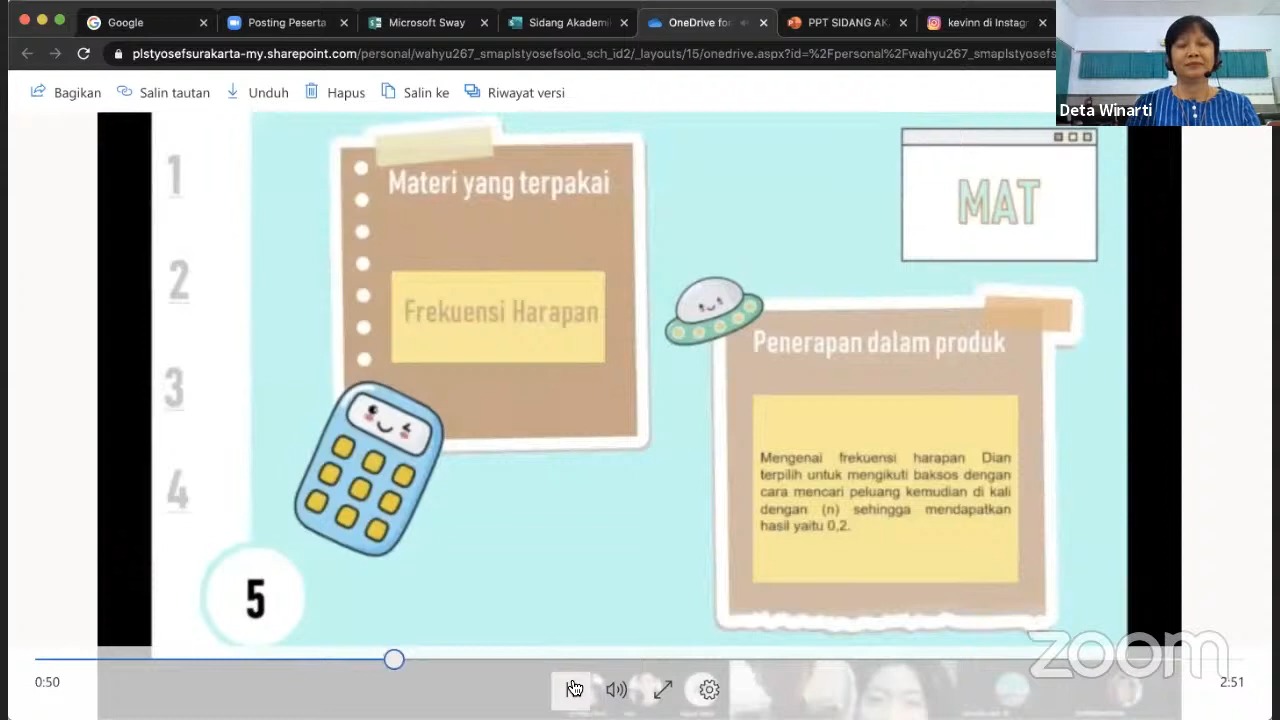 Google
Posting Peserta
Microsoft Sway
Sidang Akademi
OneDrive for
PPT SIDANG AK
kevinn di Instagr
plstyosefsurakarta-my.sharepoint.com/personal/wahyu267_smaplstyosefsolo_sch_id2/_layouts/15/onedrive.aspx?id=%2Fpersonal%2Fwahyu267_smaplstyosefs
Bagikan
Salin tautan
Unduh
Hapus
Salin ke
Riwayat versi
Deta Winarti
1
2
3
4
5
Materi yang terpakai
Frekuensi Harapan
MAT
Penerapan dalam produk
Mengenai frekuensi harapan Dian
terpilih untuk mengikuti baksos dengan
cara mencari peluang kemudian di kali
dengan (n) sehingga mendapatkan
hasil yaitu 0,2.
zoom
0:50
2:51